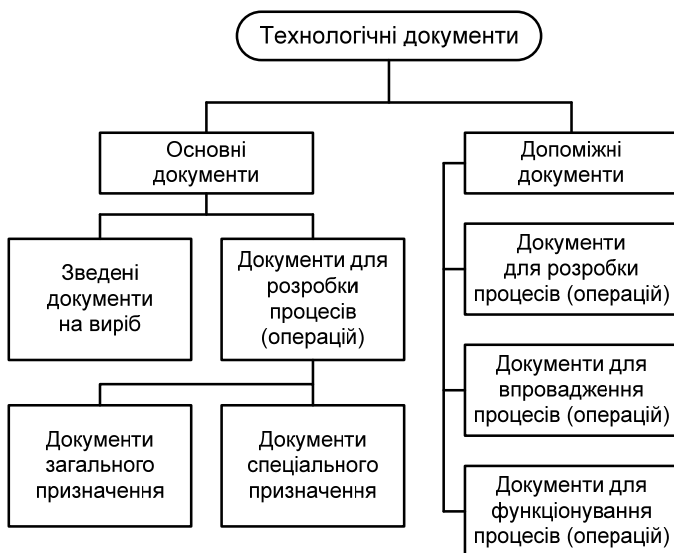 Технологічні документи
Основні
документи
Допоміжні
документи
Зведені
документи
на виріб
Документи для
розробки
процесів
(операцій)
Документи
для розробки
процесів (операцій)
Документи для
впровадження
процесів (операцій)
Документи
загального
призначення
Документи
спеціального
призначення
Документи для
функціонування
процесів (операцій)